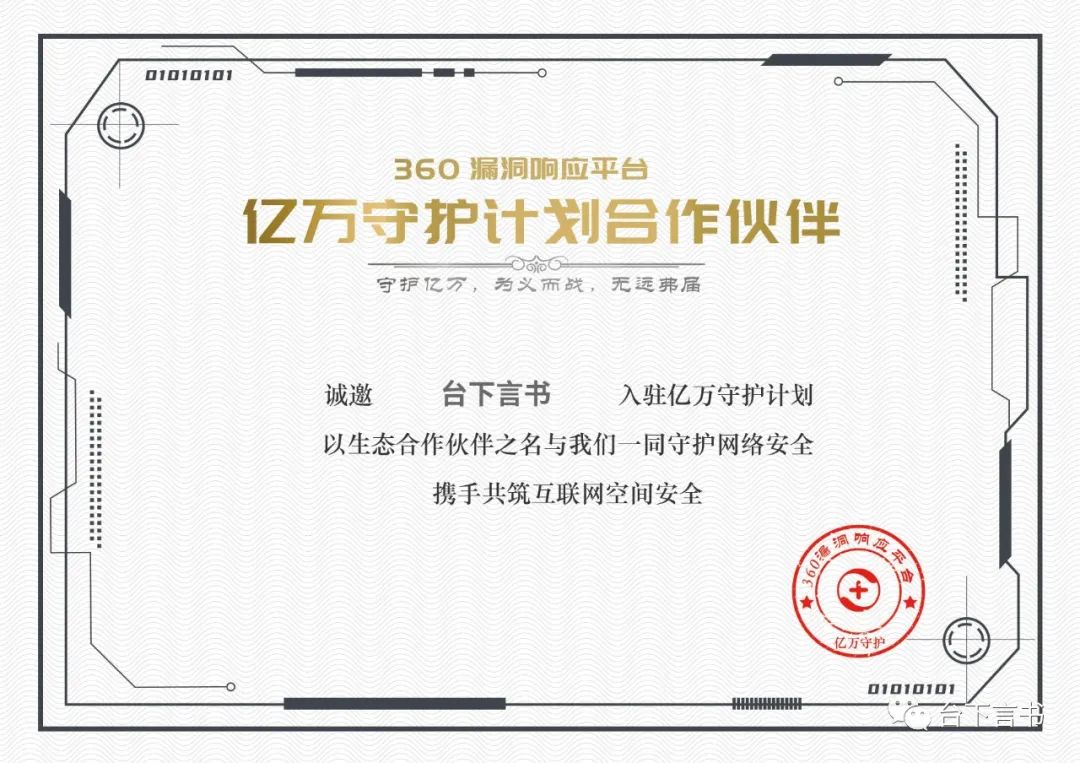 01010101
360 漏洞响应平台
亿万守护计划合作伙伴
守护亿万，为义而战，无远弗届
诚邀 台下言书 入驻亿万守护计划
以生态合作伙伴之名与我们一同守护网络安全
携手共筑互联网空间安全
360漏洞响应平台
亿万守护
01010101
台下言书